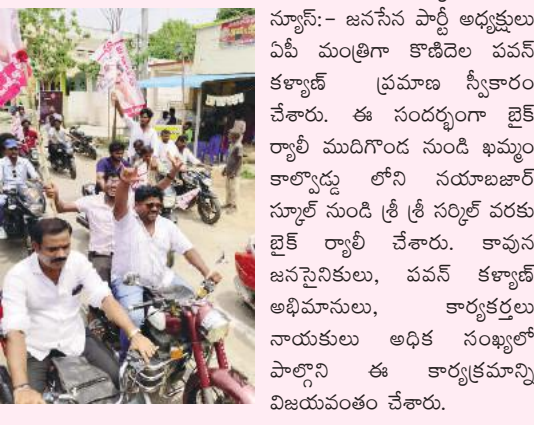 న్యూస్:- జనసేన పార్టీ అధ్యక్షులు
ఏపీ మంత్రిగా కొణిదెల పవన్
కళ్యాణ్ ప్రమాణ స్వీకారం
చేశారు. ఈ సందర్భంగా బైక్
ర్యాలీ ముదిగొండ నుండి ఖమ్మం
కాల్వొడ్డు లోని నయాబజార్
స్కూల్ నుండి శ్రీ శ్రీ సర్కిల్ వరకు
బైక్ ర్యాలీ చేశారు. కావున
జనసైనికులు, పవన్ కళ్యాణ్
అభిమానులు, కార్యకర్తలు
నాయకులు అధిక సంఖ్యలో
పాల్గొని ఈ కార్యక్రమాన్ని
విజయవంతం చేశారు.